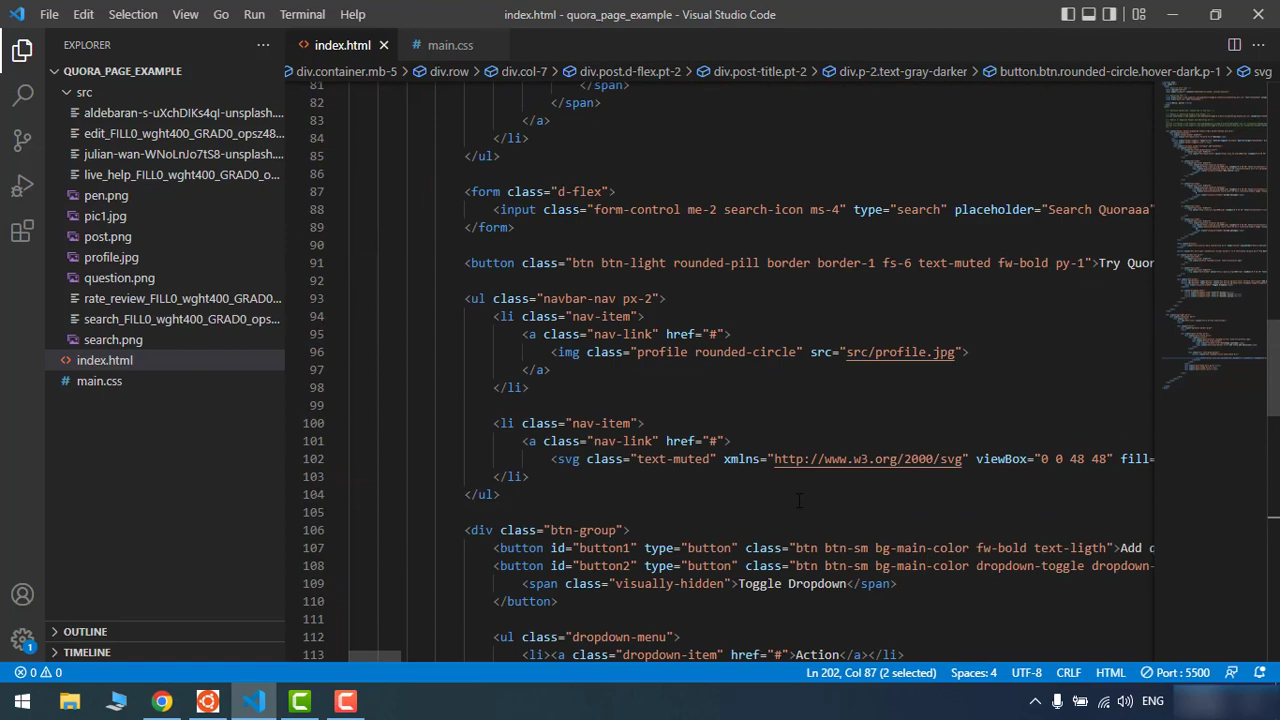 File Edit Selection View Go Run Terminal Help
index.html - quora_page_example - Visual Studio Code
EXPLORER
index.html
main.css
QUORA_PAGE_EXAMPLE
div.container.mb-5 div.row div.col-7 div.post.d-flex.pt-2 div.post-title.pt-2 div.p-2.text-gray-darker button.btn.rounded-circle.hover-dark.p-1 svg
src
aldebaran-s-uXchDIKs4qI-unsplash....
edit_FILL0_wght400_GRAD0_opsz48...
julian-wan-WNoLnJo7tS8-unsplash....
live_help_FILL0_wght400_GRAD0_o...
pen.png
pic1.jpg
post.png
profile.jpg
question.png
rate_review_FILL0_wght400_GRAD0...
search_FILL0_wght400_GRAD0_ops...
search.png
index.html
main.css
OUTLINE
TIMELINE
81 </span>
82 </span>
83 </a>
84 </li>
85 </ul>
86
87 <form class="d-flex">
88 <input class="form-control me-2 search-icon ms-4" type="search" placeholder="Search Quoraaa"
89 </form>
90
91 <button class="btn btn-light rounded-pill border border-1 fs-6 text-muted fw-bold py-1">Try Quor
92
93 <ul class="navbar-nav px-2">
94 <li class="nav-item">
95 <a class="nav-link" href="#">
96 <img class="profile rounded-circle" src="src/profile.jpg">
97 </a>
98 </li>
99
100 <li class="nav-item">
101 <a class="nav-link" href="#">
102 <svg class="text-muted" xmlns="http://www.w3.org/2000/svg" viewBox="0 0 48 48" fill=
103 </li>
104 </ul>
105
106 <div class="btn-group">
107 <button id="button1" type="button" class="btn btn-sm bg-main-color fw-bold text-ligth">Add
108 <button id="button2" type="button" class="btn btn-sm bg-main-color dropdown-toggle dropdown-
109 <span class="visually-hidden">Toggle Dropdown</span>
110 </button>
111
112 <ul class="dropdown-menu">
113 <li><a class="dropdown-item" href="#">Action</a></li>
0 0
Ln 202, Col 87 (2 selected) Spaces: 4 UTF-8 CRLF HTML Port : 5500
1
ENG